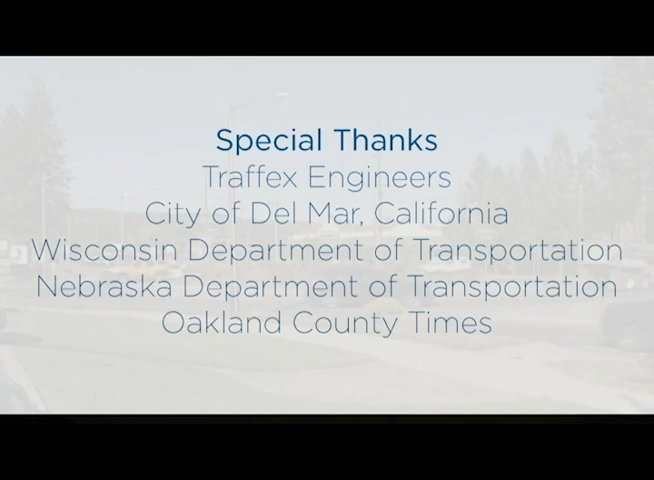 Special Thanks
Traffex Engineers
City of Del Mar, California
Wisconsin Department of Transportation
Nebraska Department of Transportation
Oakland County Times